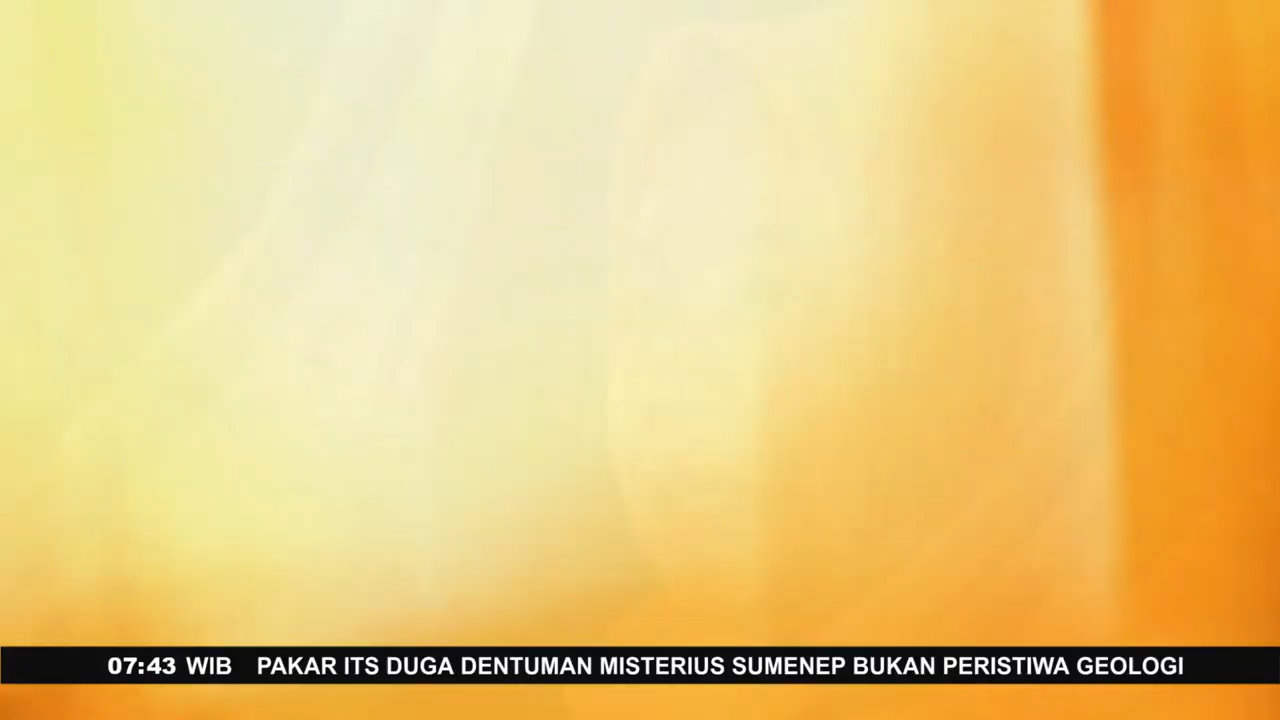 07:43 WIB PAKAR ITS DUGA DENTUMAN MISTERIUS SUMENEP BUKAN PERISTIWA GEOLOGI